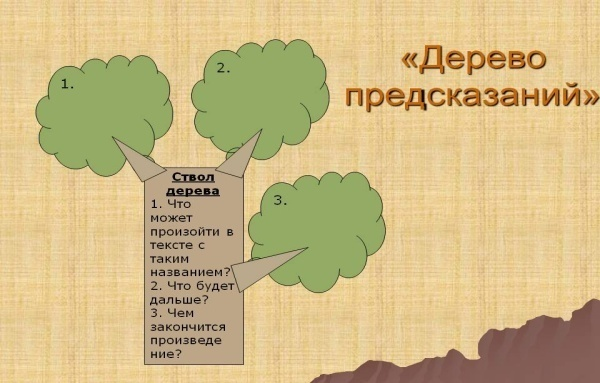 «Дерево
предсказаний»
1.
2.
3.
Ствол
дерева
1. Что
может
произойти в
тексте с
таким
названием?
2. Что будет
дальше?
3. Чем
закончится
произведе
ние?